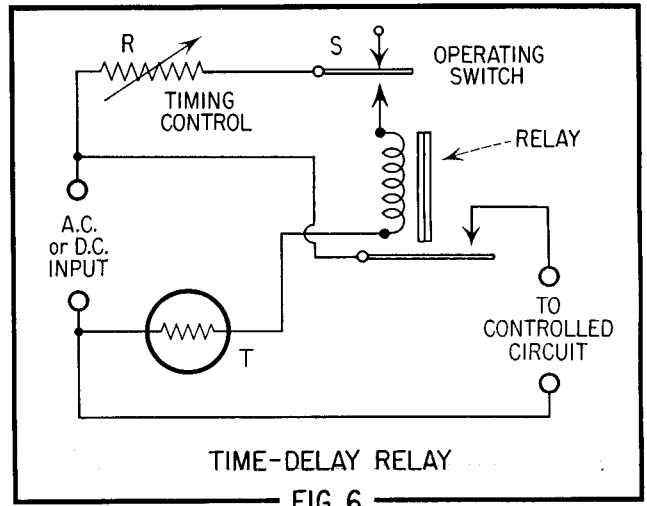 R
S
OPERATING
SWITCH
TIMING
CONTROL
RELAY
A.C.
or D.C.
INPUT
T
TO
CONTROLLED
CIRCUIT
TIME-DELAY RELAY
FIG 6